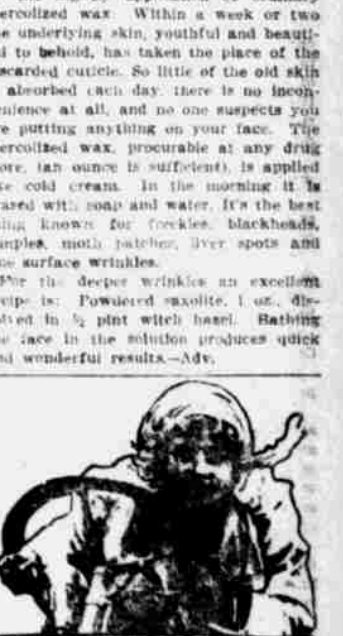 ercolized wax. Within a week or two
e underlying skin, youthful and beauti-
l to behold, has taken the place of the
scarded cuticle. So little of the old skin
absorbed each day, there is no incon-
enience at all, and no one suspects you
re putting anything on your face. The
ercolized wax, procurable at any drug
ore, (an ounce is sufficient), is applied
ke cold cream. In the morning it is
ased with soap and water. It's the best
ing known for freckles, blackheads,
mples, moth patches, liver spots and
ne surface wrinkles.
For the deeper wrinkles an excellent
cipe is: Powdered saxolite, 1 oz., dis-
lved in ½ pint witch hazel. Bathing
e face in the solution produces quick
nd wonderful results.—Adv.